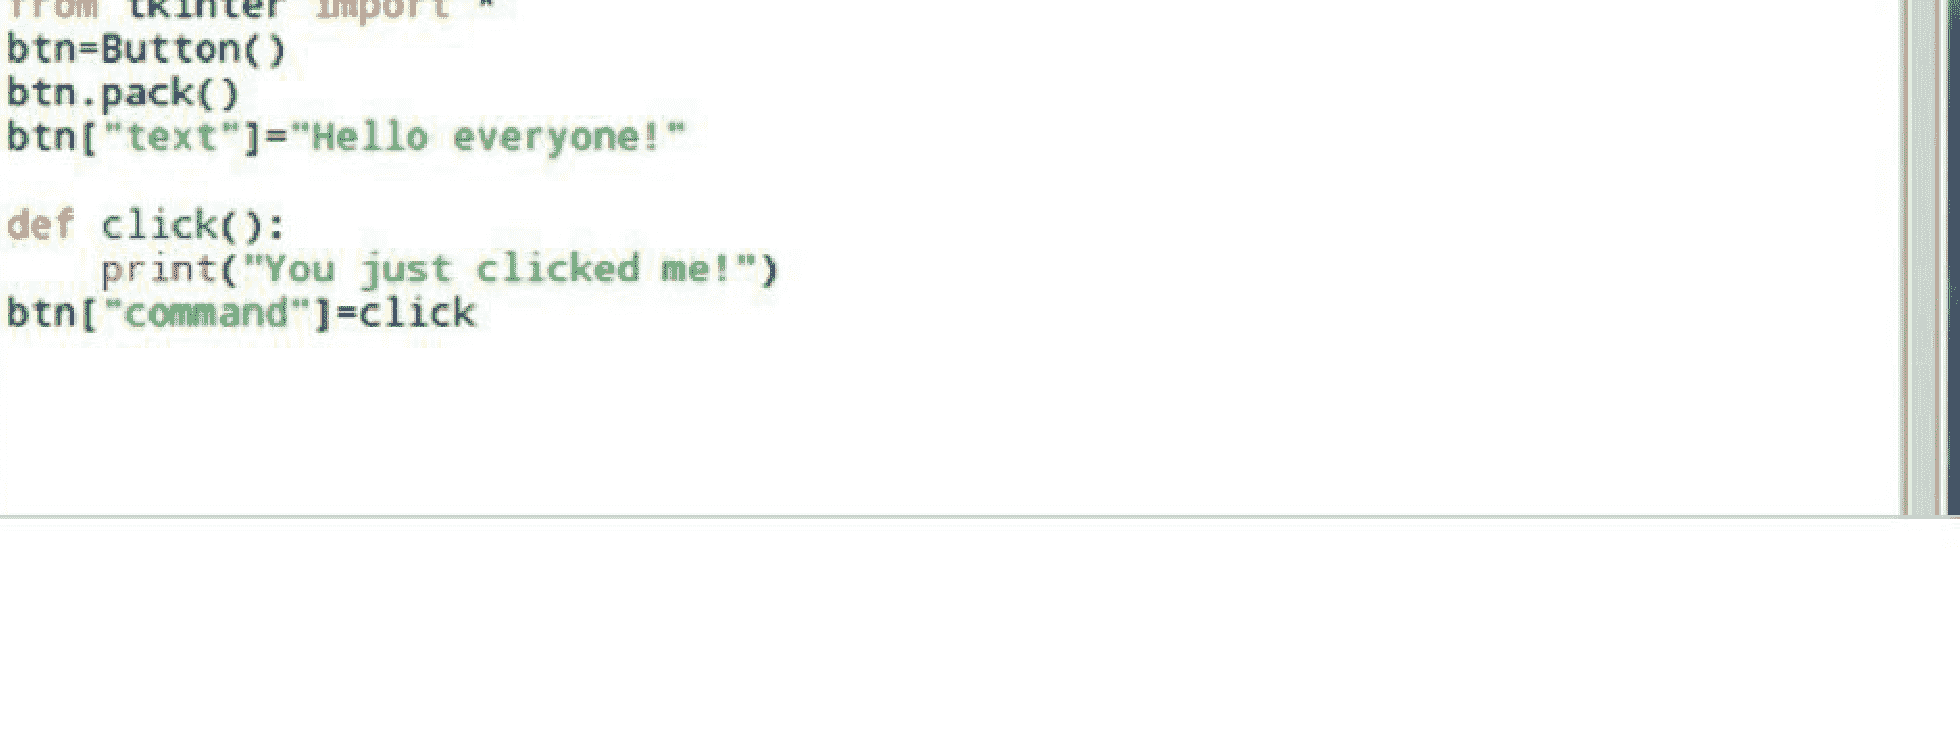 from tkinter import *
btn=Button()
btn.pack()
btn["text"]="Hello everyone!"
def click():
    print("You just clicked me!")
btn["command"]=click